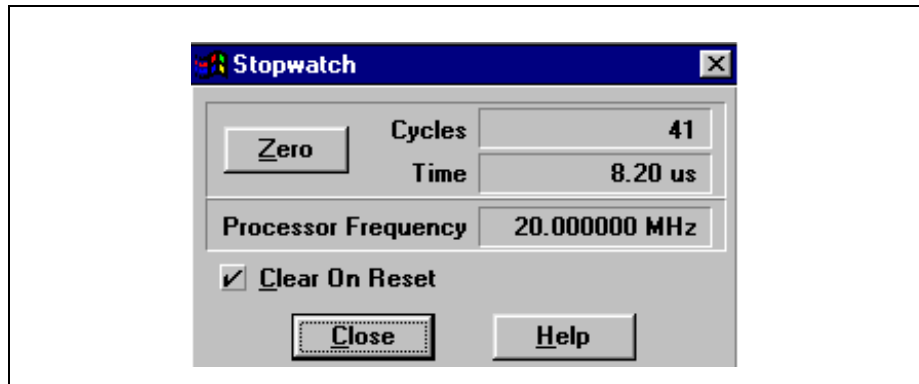 Stopwatch
Zero
Cycles 41
Time 8.20 us
Processor Frequency 20.000000 MHz
Clear On Reset
Close Help